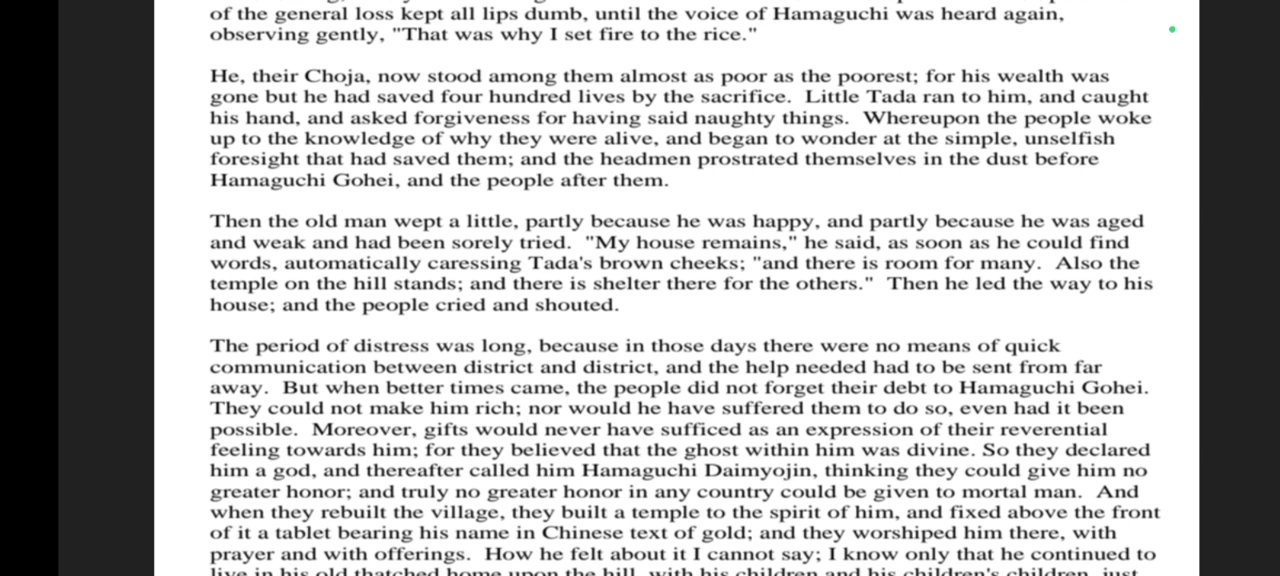 of the general loss kept all lips dumb, until the voice of Hamaguchi was heard again,
observing gently, "That was why I set fire to the rice."
He, their Choja, now stood among them almost as poor as the poorest; for his wealth was
gone but he had saved four hundred lives by the sacrifice.  Little Tada ran to him, and caught
his hand, and asked forgiveness for having said naughty things.  Whereupon the people woke
up to the knowledge of why they were alive, and began to wonder at the simple, unselfish
foresight that had saved them; and the headmen prostrated themselves in the dust before
Hamaguchi Gohei, and the people after them.
Then the old man wept a little, partly because he was happy, and partly because he was aged
and weak and had been sorely tried.  "My house remains," he said, as soon as he could find
words, automatically caressing Tada's brown cheeks; "and there is room for many.  Also the
temple on the hill stands; and there is shelter there for the others."  Then he led the way to his
house; and the people cried and shouted.
The period of distress was long, because in those days there were no means of quick
communication between district and district, and the help needed had to be sent from far
away.  But when better times came, the people did not forget their debt to Hamaguchi Gohei.
They could not make him rich; nor would he have suffered them to do so, even had it been
possible.  Moreover, gifts would never have sufficed as an expression of their reverential
feeling towards him; for they believed that the ghost within him was divine. So they declared
him a god, and thereafter called him Hamaguchi Daimyojin, thinking they could give him no
greater honor; and truly no greater honor in any country could be given to mortal man.  And
when they rebuilt the village, they built a temple to the spirit of him, and fixed above the front
of it a tablet bearing his name in Chinese text of gold; and they worshiped him there, with
prayer and with offerings.  How he felt about it I cannot say; I know only that he continued to
live in his old thatched home upon the hill, with his children and his children's children, just